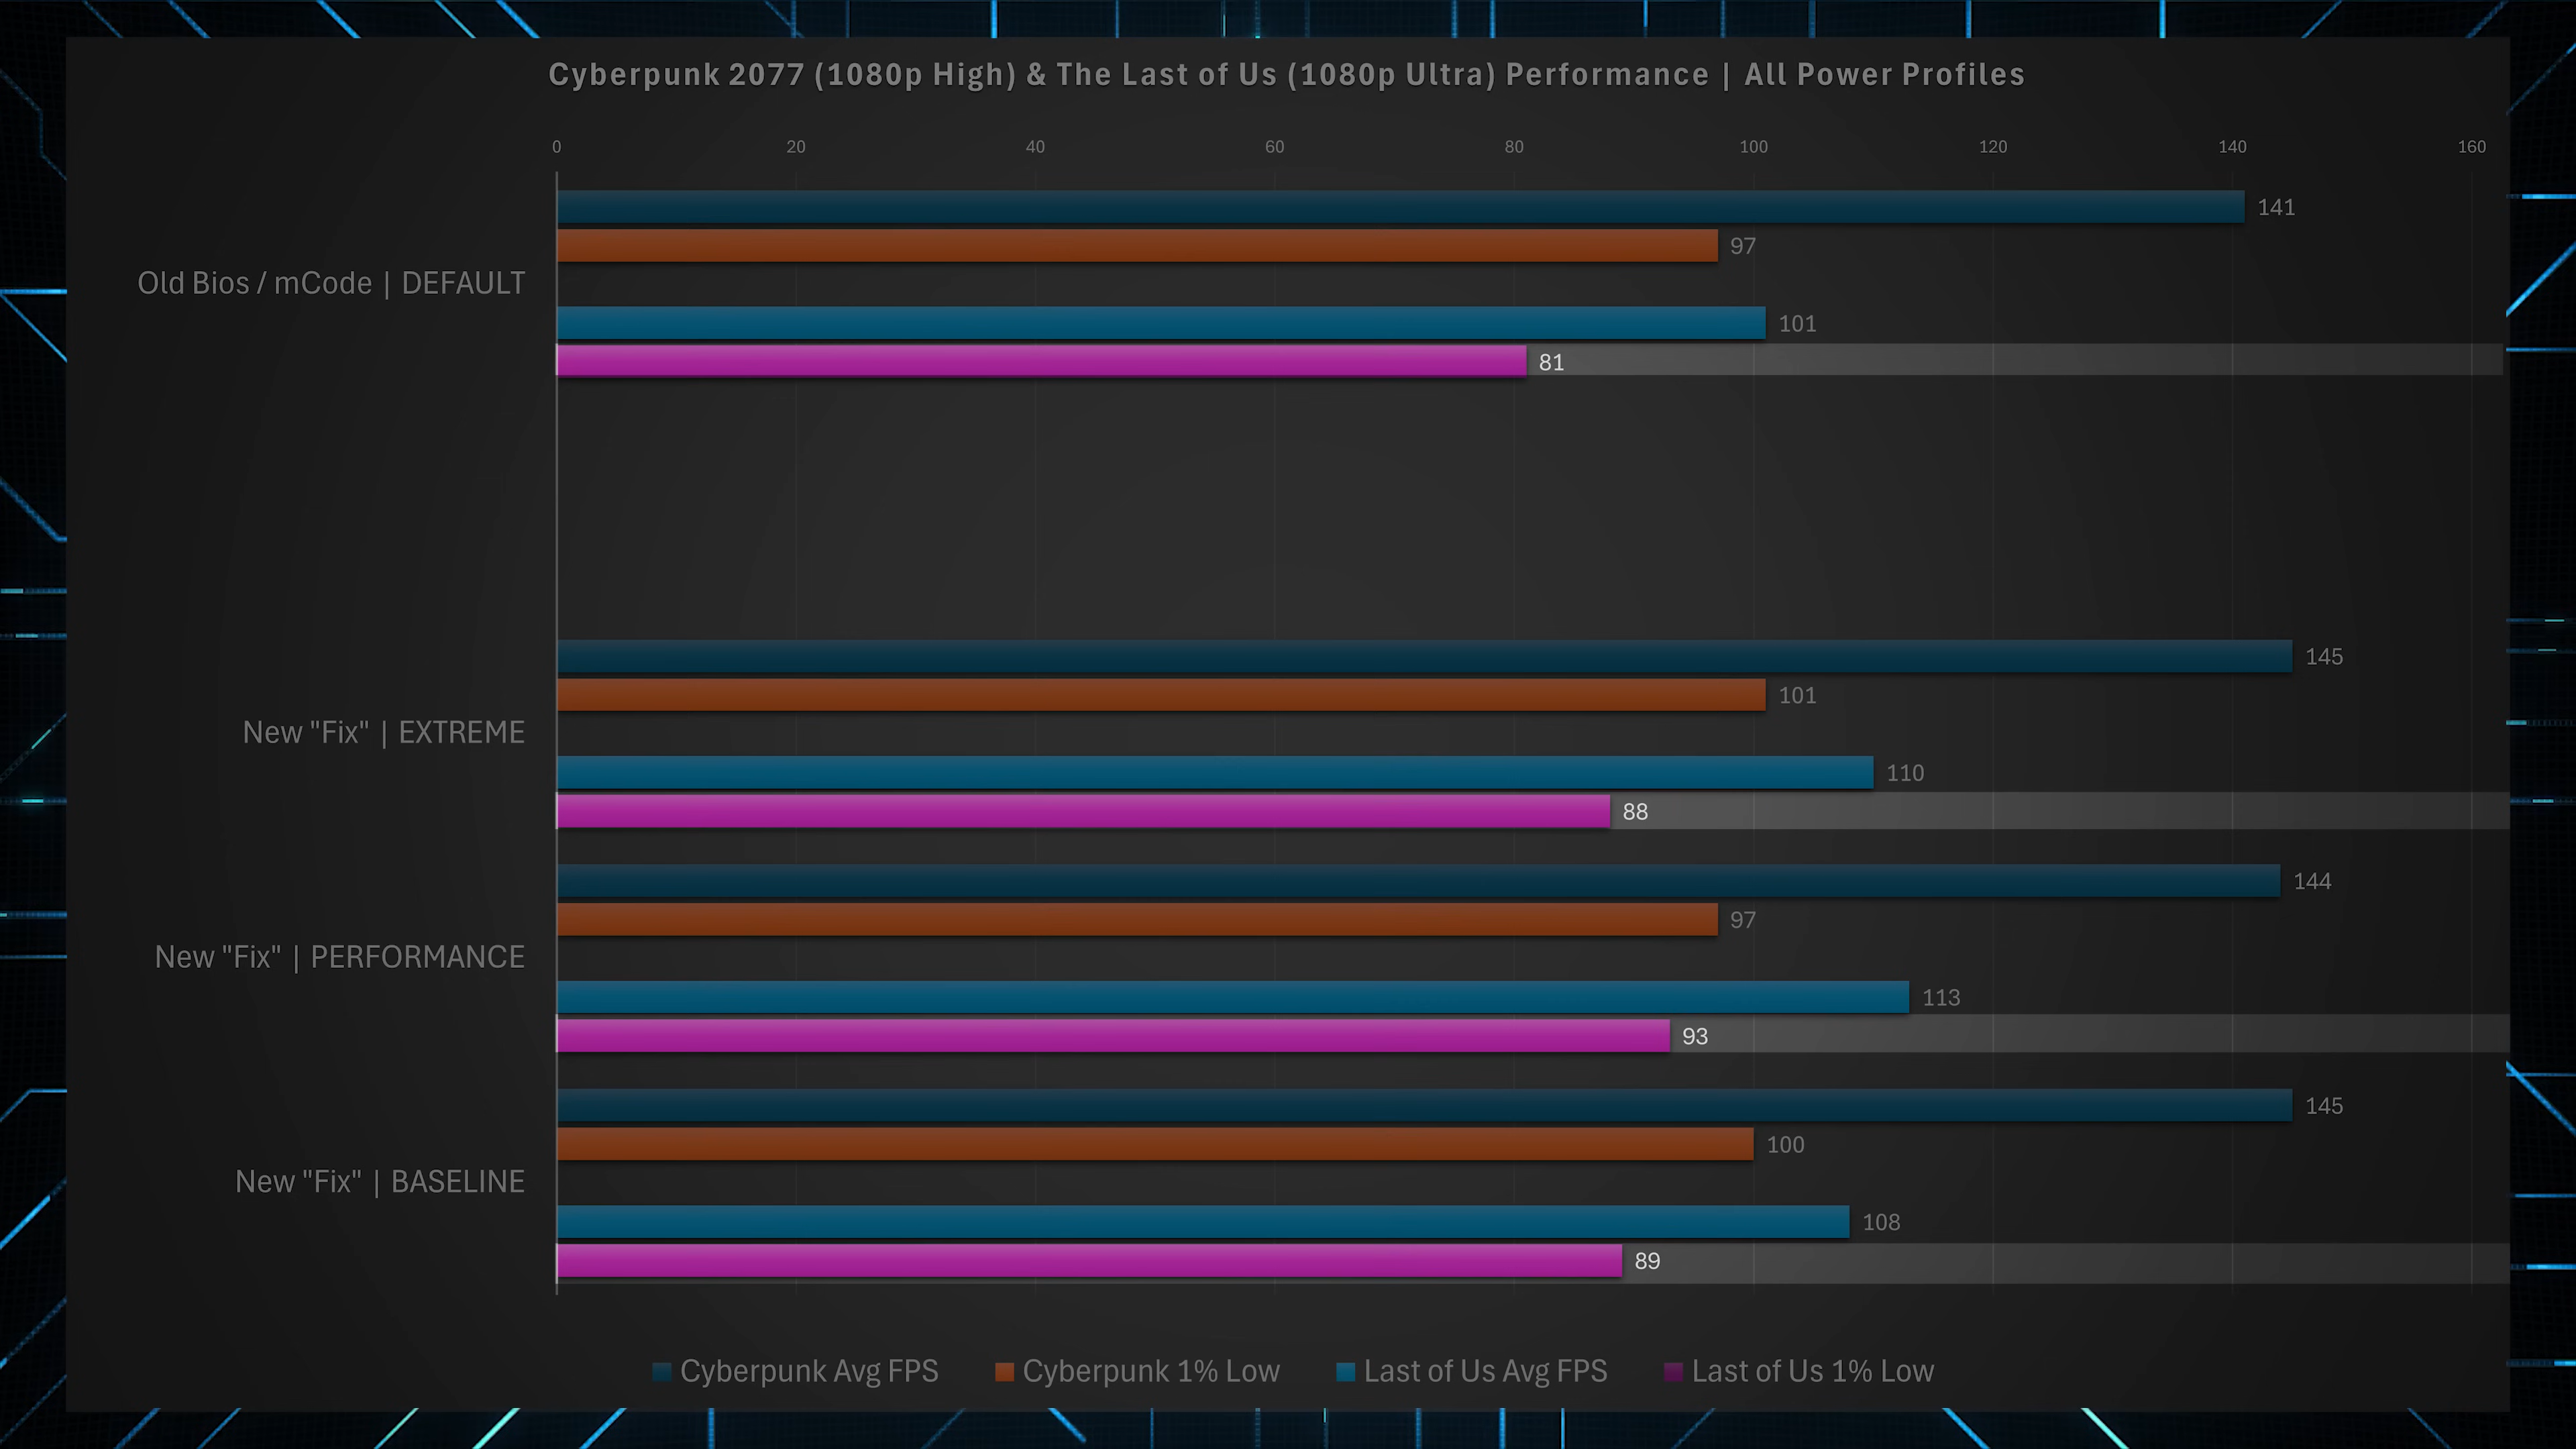 Cyberpunk 2077 (1080p High) & The Last of Us (1080p Ultra) Performance | All Power Profiles
0 20 40 60 80 100 120 140 160
141
97
Old Bios / mCode | DEFAULT
101
81
145
101
New "Fix" | EXTREME
110
88
144
97
New "Fix" | PERFORMANCE
113
93
145
100
New "Fix" | BASELINE
108
89
Cyberpunk Avg FPS Cyberpunk 1% Low Last of Us Avg FPS Last of Us 1% Low